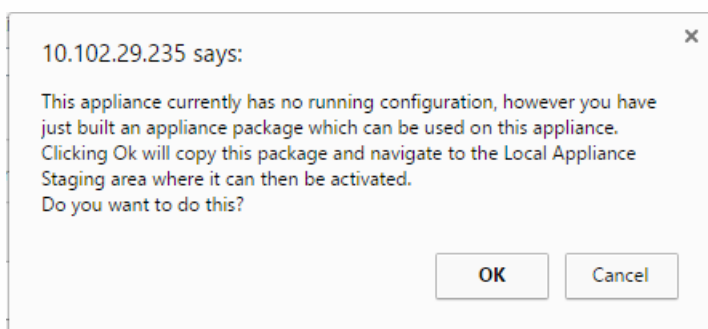 10.102.29.235 says:
This appliance currently has no running configuration, however you have
just built an appliance package which can be used on this appliance.
Clicking Ok will copy this package and navigate to the Local Appliance
Staging area where it can then be activated.
Do you want to do this?
OK
Cancel